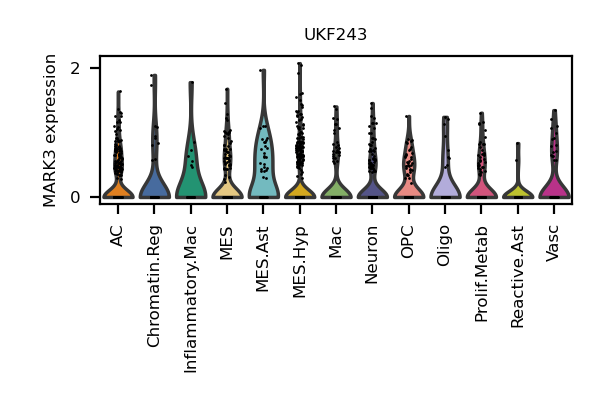 UKF243
MARK3 expression
2
0
AC
Chromatin.Reg
Inflammatory.Mac
MES
MES.Ast
MES.Hyp
Mac
Neuron
OPC
Oligo
Prolif.Metab
Reactive.Ast
Vasc